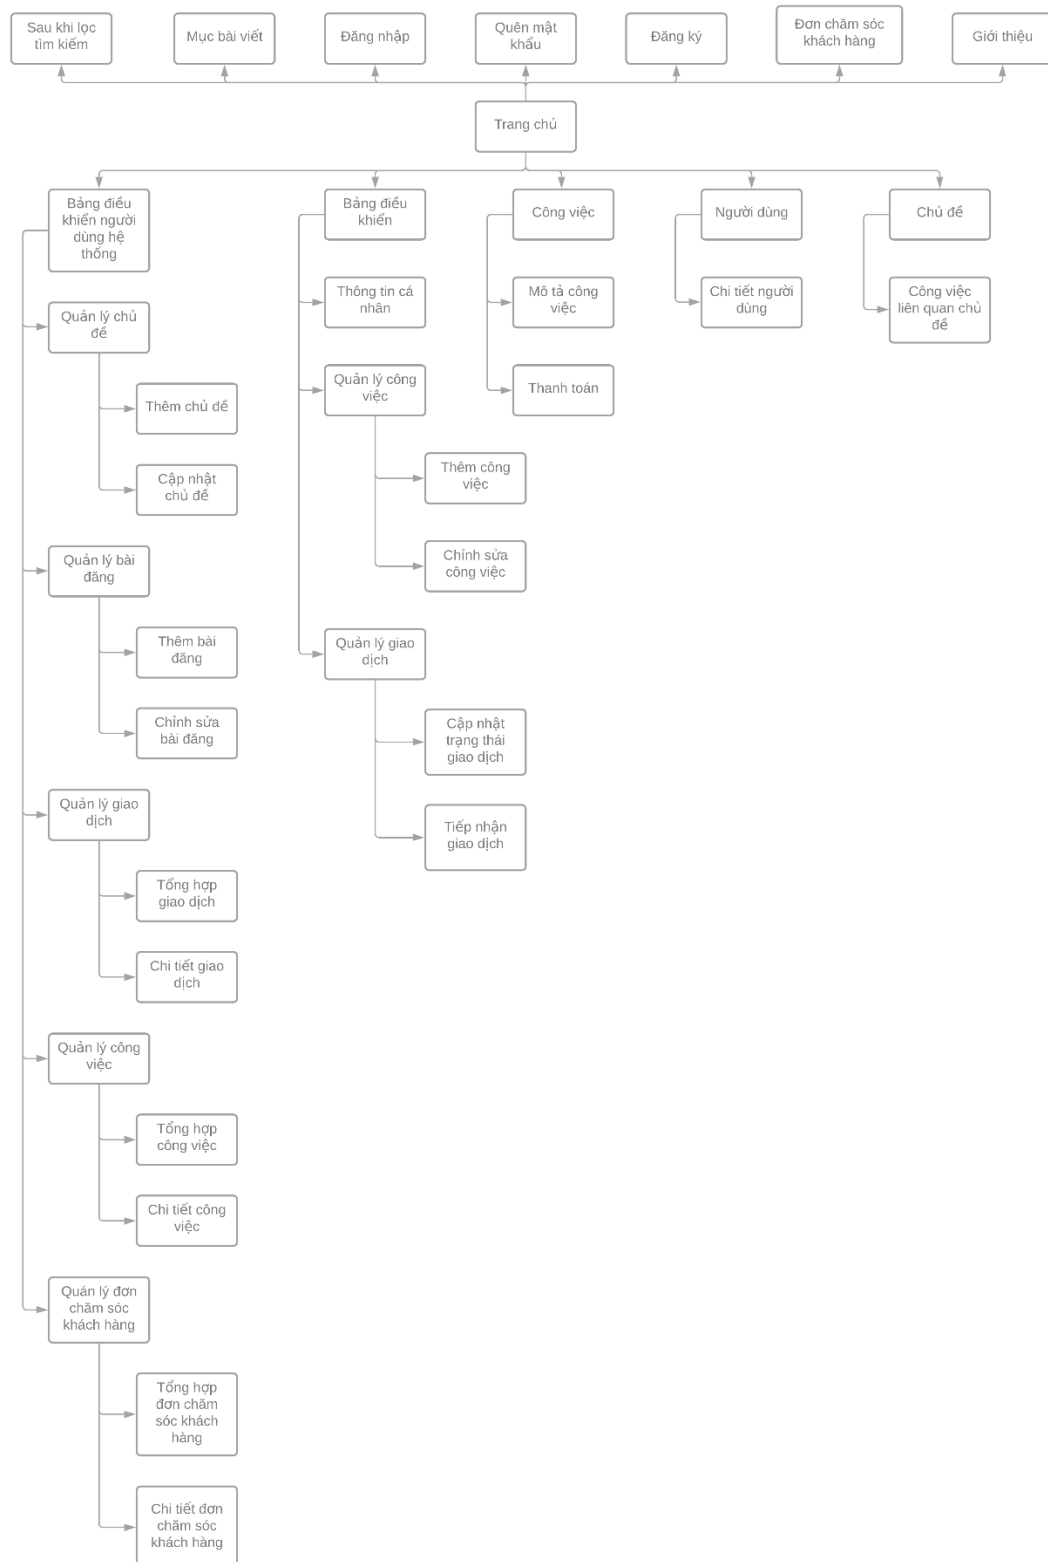 Sau khi lọc
tìm kiếm
Mục bài viết
Đăng nhập
Quên mật
khẩu
Đăng ký
Đơn chăm sóc
khách hàng
Giới thiệu
Trang chủ
Bảng điều
khiển người
dùng hệ
thống
Bảng điều
khiển
Công việc
Người dùng
Chủ đề
Quản lý chủ
đề
Thông tin cá
nhân
Mô tả công
việc
Chi tiết người
dùng
Công việc
liên quan chủ
đề
Thêm chủ đề
Cập nhật
chủ đề
Quản lý công
việc
Thanh toán
Thêm công
việc
Chỉnh sửa
công việc
Quản lý bài
đăng
Thêm bài
đăng
Chỉnh sửa
bài đăng
Quản lý giao
dịch
Cập nhật
trạng thái
giao dịch
Tiếp nhận
giao dịch
Quản lý giao
dịch
Tổng hợp
giao dịch
Chi tiết giao
dịch
Quản lý công
việc
Tổng hợp
công việc
Chi tiết công
việc
Quán lý đơn
chăm sóc
khách hàng
Tổng hợp
đơn chăm
sóc khách
hàng
Chi tiết đơn
chăm sóc
khách hàng